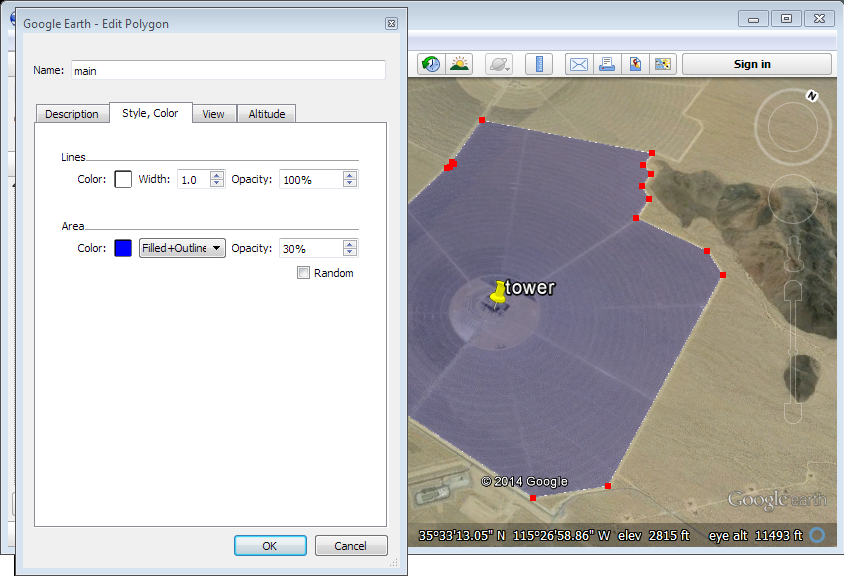 Google Earth - Edit Polygon
Name: main
Description Style, Color View Altitude
Lines
Color: Width: 1.0 Opacity: 100%
Area
Color: Filled+Outline Opacity: 30%
Random
OK Cancel
Sign in
N
tower
© 2014 Google
Google earth
35°33'13.05" N 115°26'58.86" W elev 2815 ft eye alt 11493 ft